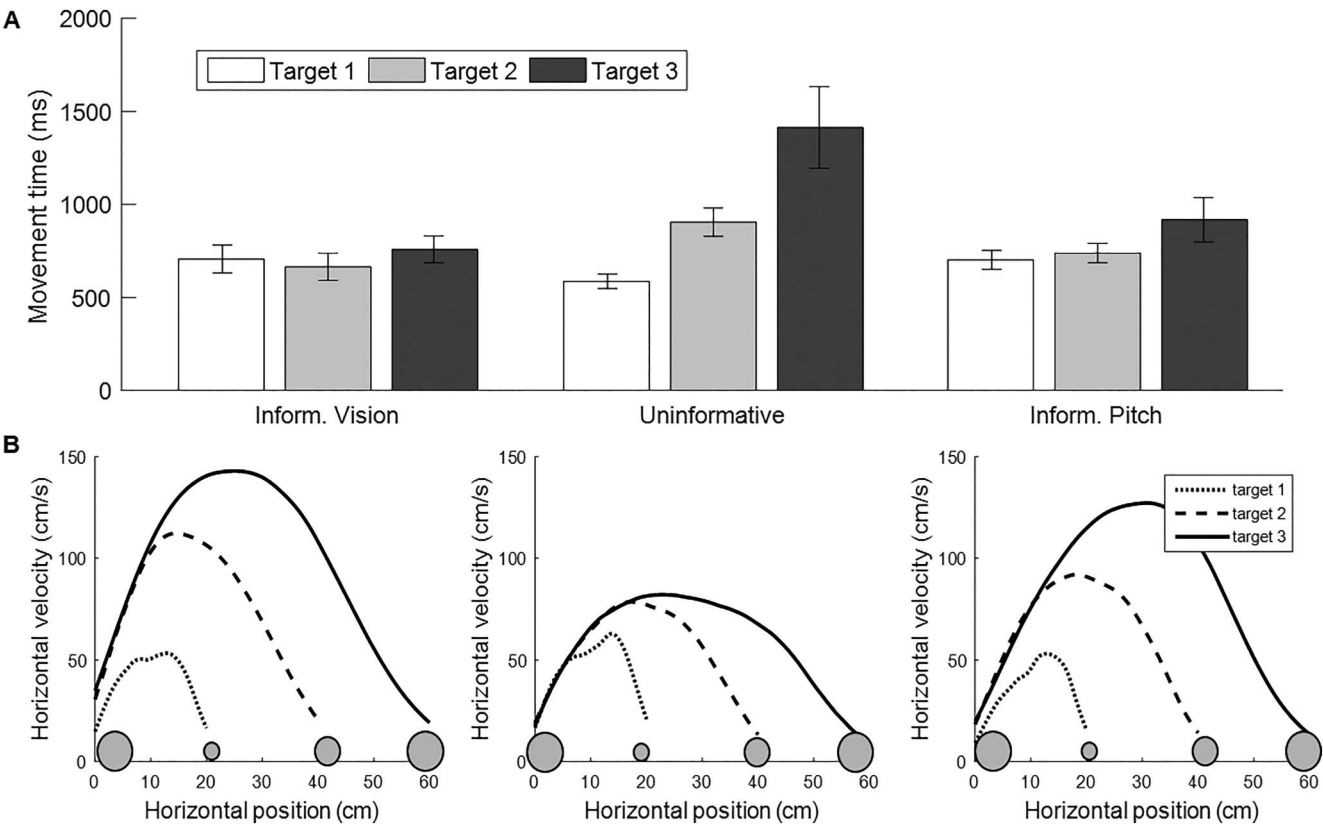 A
2000
1500
1000
500
0
Movement time (ms)
Target 1 Target 2 Target 3
Inform. Vision Uninformative Inform. Pitch
B
150
100
50
0
Horizontal velocity (cm/s)
0 10 20 30 40 50 60
Horizontal position (cm)
150
100
50
0
Horizontal velocity (cm/s)
0 10 20 30 40 50 60
Horizontal position (cm)
150
100
50
0
Horizontal velocity (cm/s)
target 1
target 2
target 3
0 10 20 30 40 50 60
Horizontal position (cm)